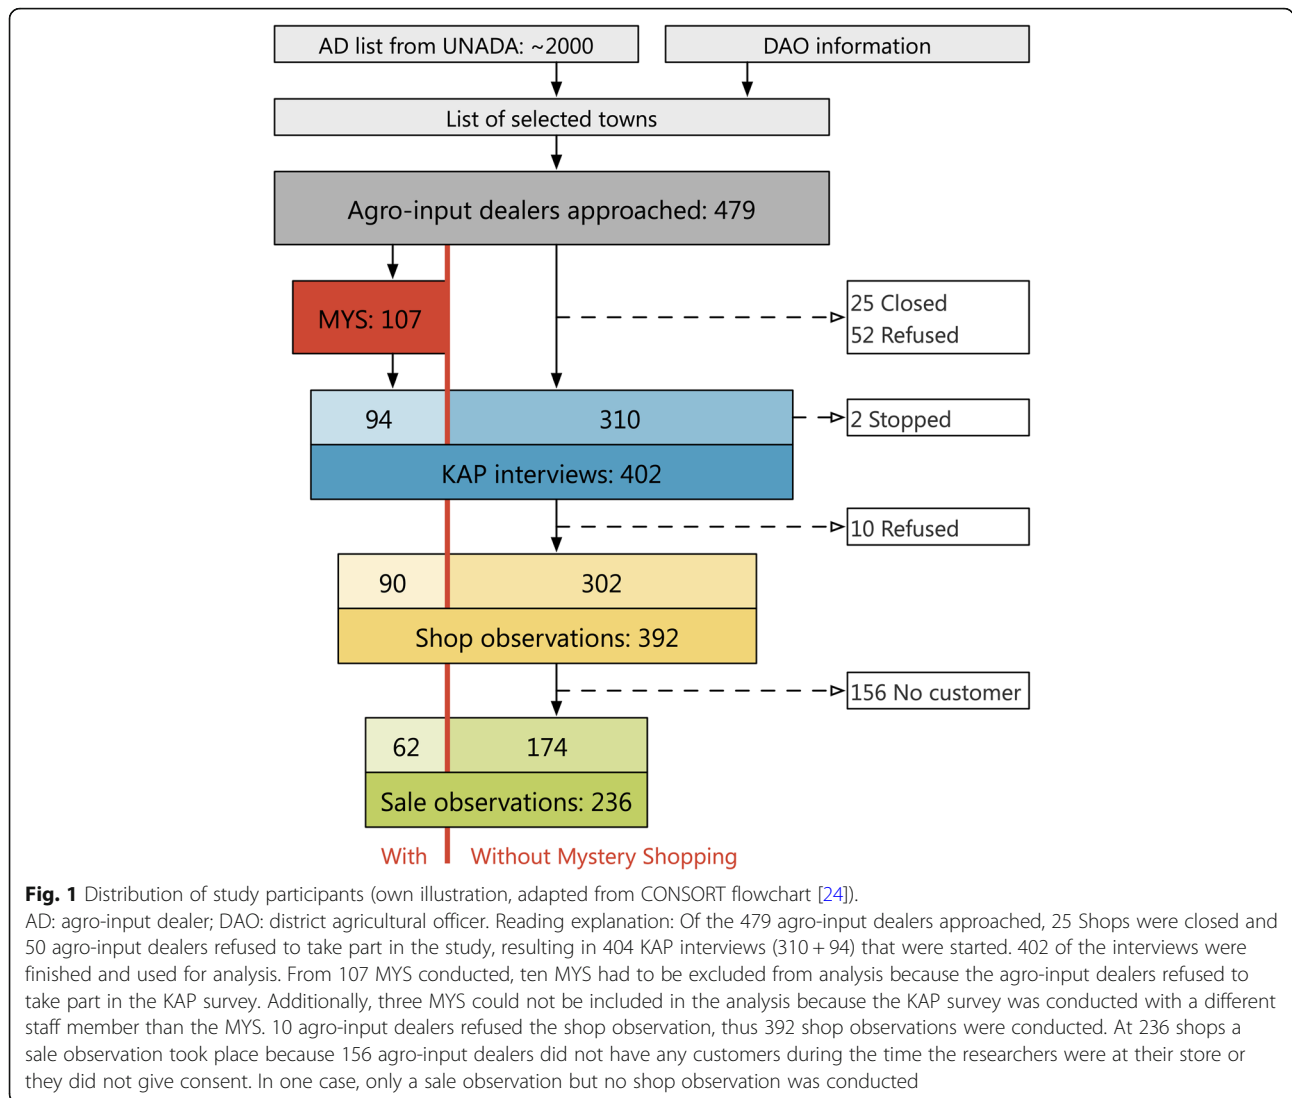 AD list from UNADA: ~2000
DAO information
List of selected towns
Agro-input dealers approached: 479
MYS: 107
25 Closed
52 Refused
94
310
2 Stopped
KAP interviews: 402
10 Refused
90
302
Shop observations: 392
156 No customer
62
174
Sale observations: 236
With
Without Mystery Shopping
Fig. 1 Distribution of study participants (own illustration, adapted from CONSORT flowchart [24]).
AD: agro-input dealer; DAO: district agricultural officer. Reading explanation: Of the 479 agro-input dealers approached, 25 Shops were closed and
50 agro-input dealers refused to take part in the study, resulting in 404 KAP interviews (310 + 94) that were started. 402 of the interviews were
finished and used for analysis. From 107 MYS conducted, ten MYS had to be excluded from analysis because the agro-input dealers refused to
take part in the KAP survey. Additionally, three MYS could not be included in the analysis because the KAP survey was conducted with a different
staff member than the MYS. 10 agro-input dealers refused the shop observation, thus 392 shop observations were conducted. At 236 shops a
sale observation took place because 156 agro-input dealers did not have any customers during the time the researchers were at their store or
they did not give consent. In one case, only a sale observation but no shop observation was conducted